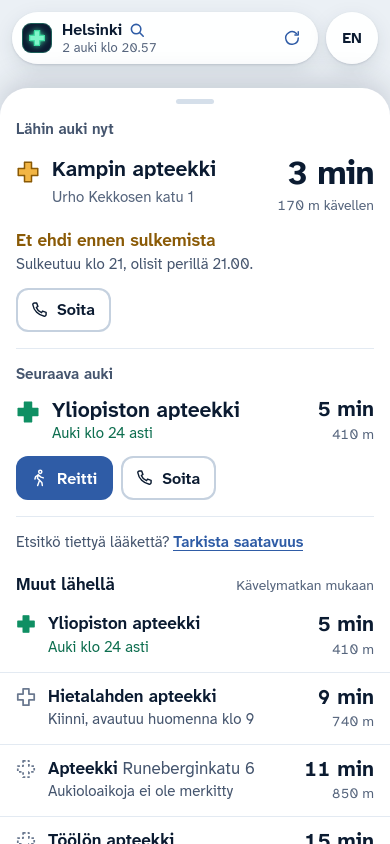 Helsinki
2 auki klo 20.57
EN
Lähin auki nyt
Kampin apteekki
3 min
Urho Kekkosen katu 1
170 m kävellen
Et ehdi ennen sulkemista
Sulkeutuu klo 21, olisit perillä 21.00.
Soita
Seuraava auki
Yliopiston apteekki
5 min
Auki klo 24 asti
410 m
Reitti
Soita
Etsitkö tiettyä lääkettä? Tarkista saatavuus
Muut lähellä
Kävelymatkan mukaan
Yliopiston apteekki
5 min
Auki klo 24 asti
410 m
Hietalahden apteekki
9 min
Kiinni, avautuu huomenna klo 9
740 m
Apteekki Runeberginkatu 6
11 min
Aukioloaikoja ei ole merkitty
850 m
Töölön apteekki
15 min